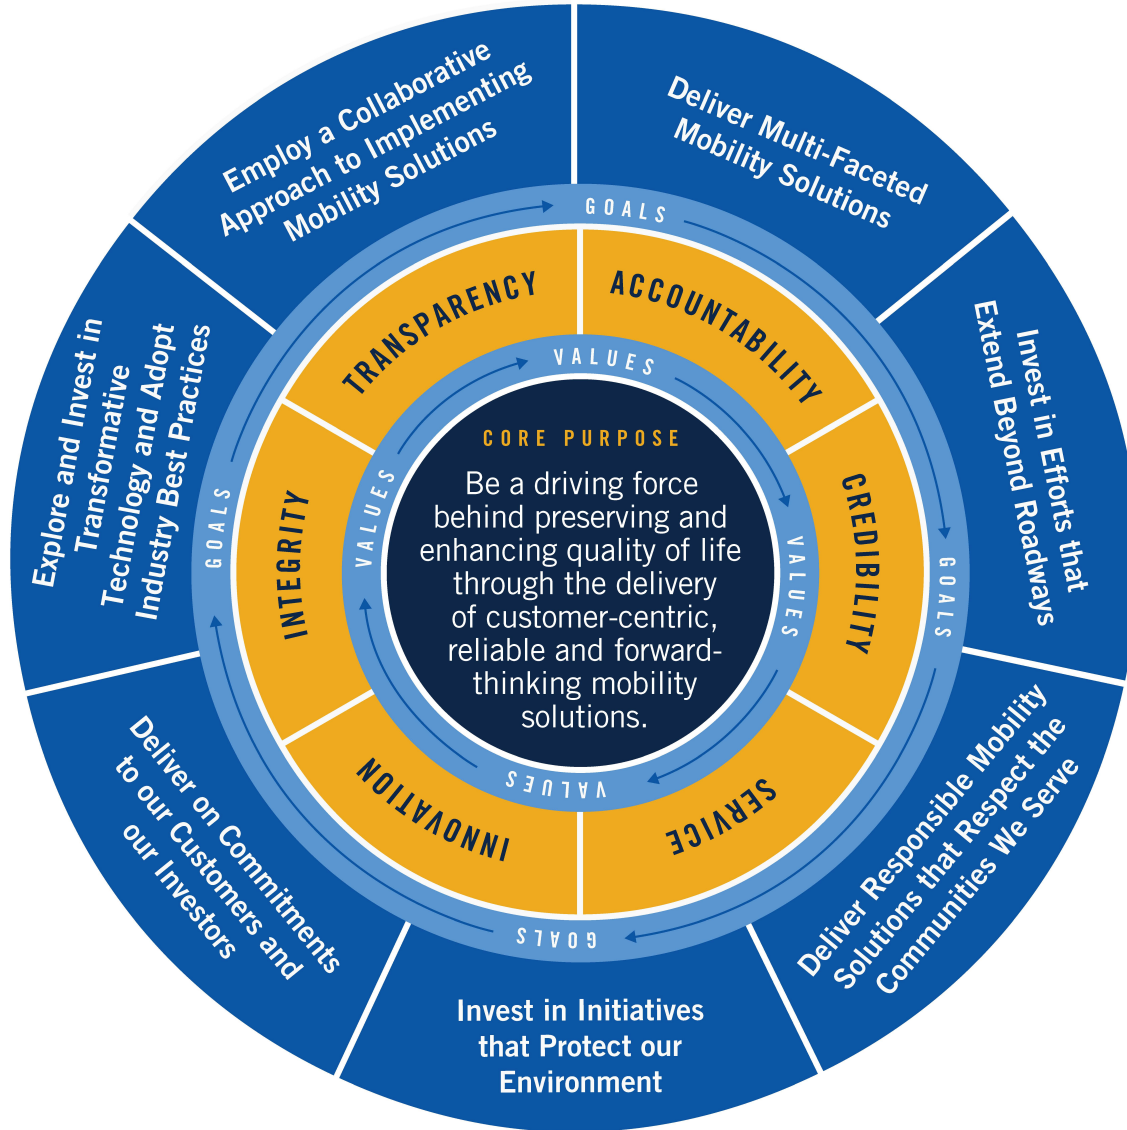 CORE PURPOSE
Be a driving force
behind preserving and
enhancing quality of life
through the delivery
of customer-centric,
reliable and forward-
thinking mobility
solutions.
VALUES
VALUES
VALUES
VALUES
TRANSPARENCY
ACCOUNTABILITY
CREDIBILITY
SERVICE
INNOVATION
INTEGRITY
GOALS
GOALS
GOALS
GOALS
Employ a Collaborative
Approach to Implementing
Mobility Solutions
Deliver Multi-Faceted
Mobility Solutions
Invest in Efforts that
Extend Beyond Roadways
Deliver Responsible Mobility
Solutions that Respect the
Communities We Serve
Invest in Initiatives
that Protect our
Environment
Deliver on Commitments
to our Customers and
our Investors
Explore and Invest in
Transformative
Technology and Adopt
Industry Best Practices